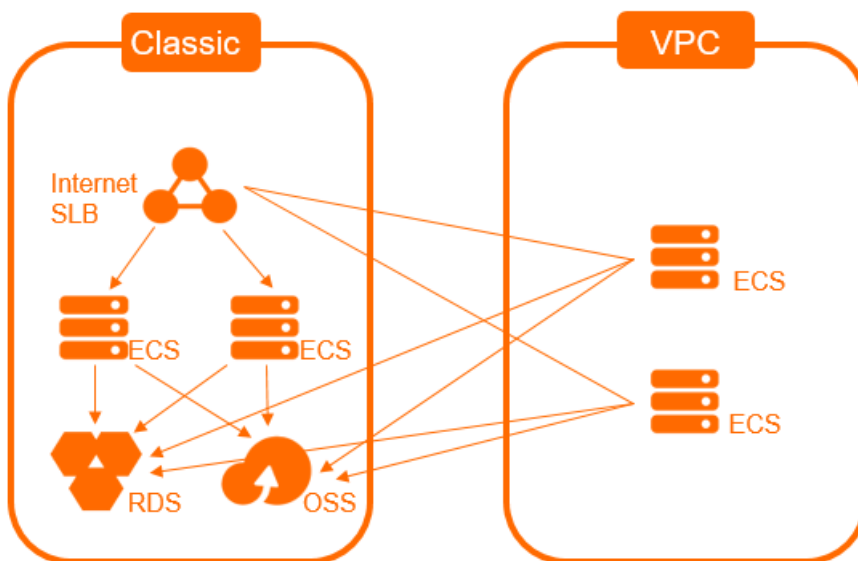 Classic
VPC
Internet
SLB
ECS
ECS
ECS
ECS
RDS
OSS